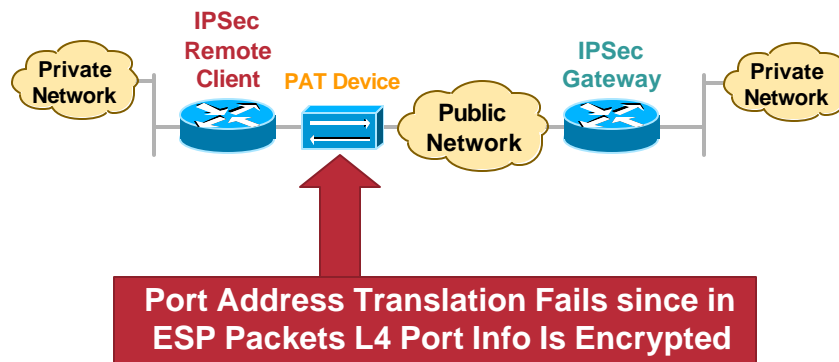 IPSec
Remote
Client
Private
Network
PAT Device
Public
Network
IPSec
Gateway
Private
Network
Port Address Translation Fails since in
ESP Packets L4 Port Info Is Encrypted